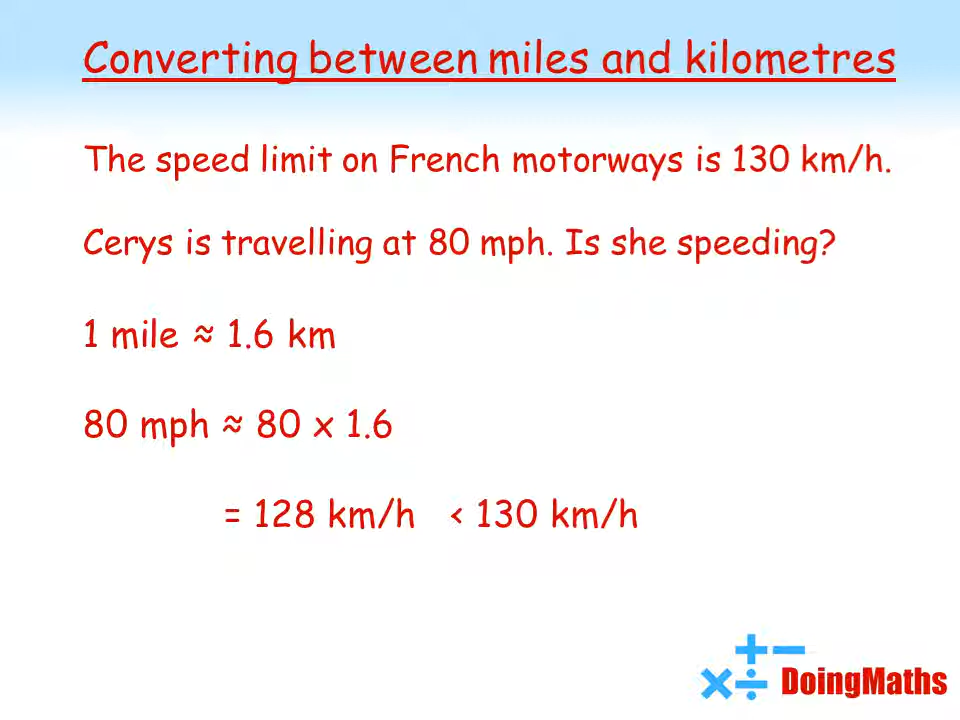 Converting between miles and kilometres
The speed limit on French motorways is 130 km/h.
Cerys is travelling at 80 mph. Is she speeding?
1 mile ≈ 1.6 km
80 mph ≈ 80 x 1.6
= 128 km/h < 130 km/h
DoingMaths